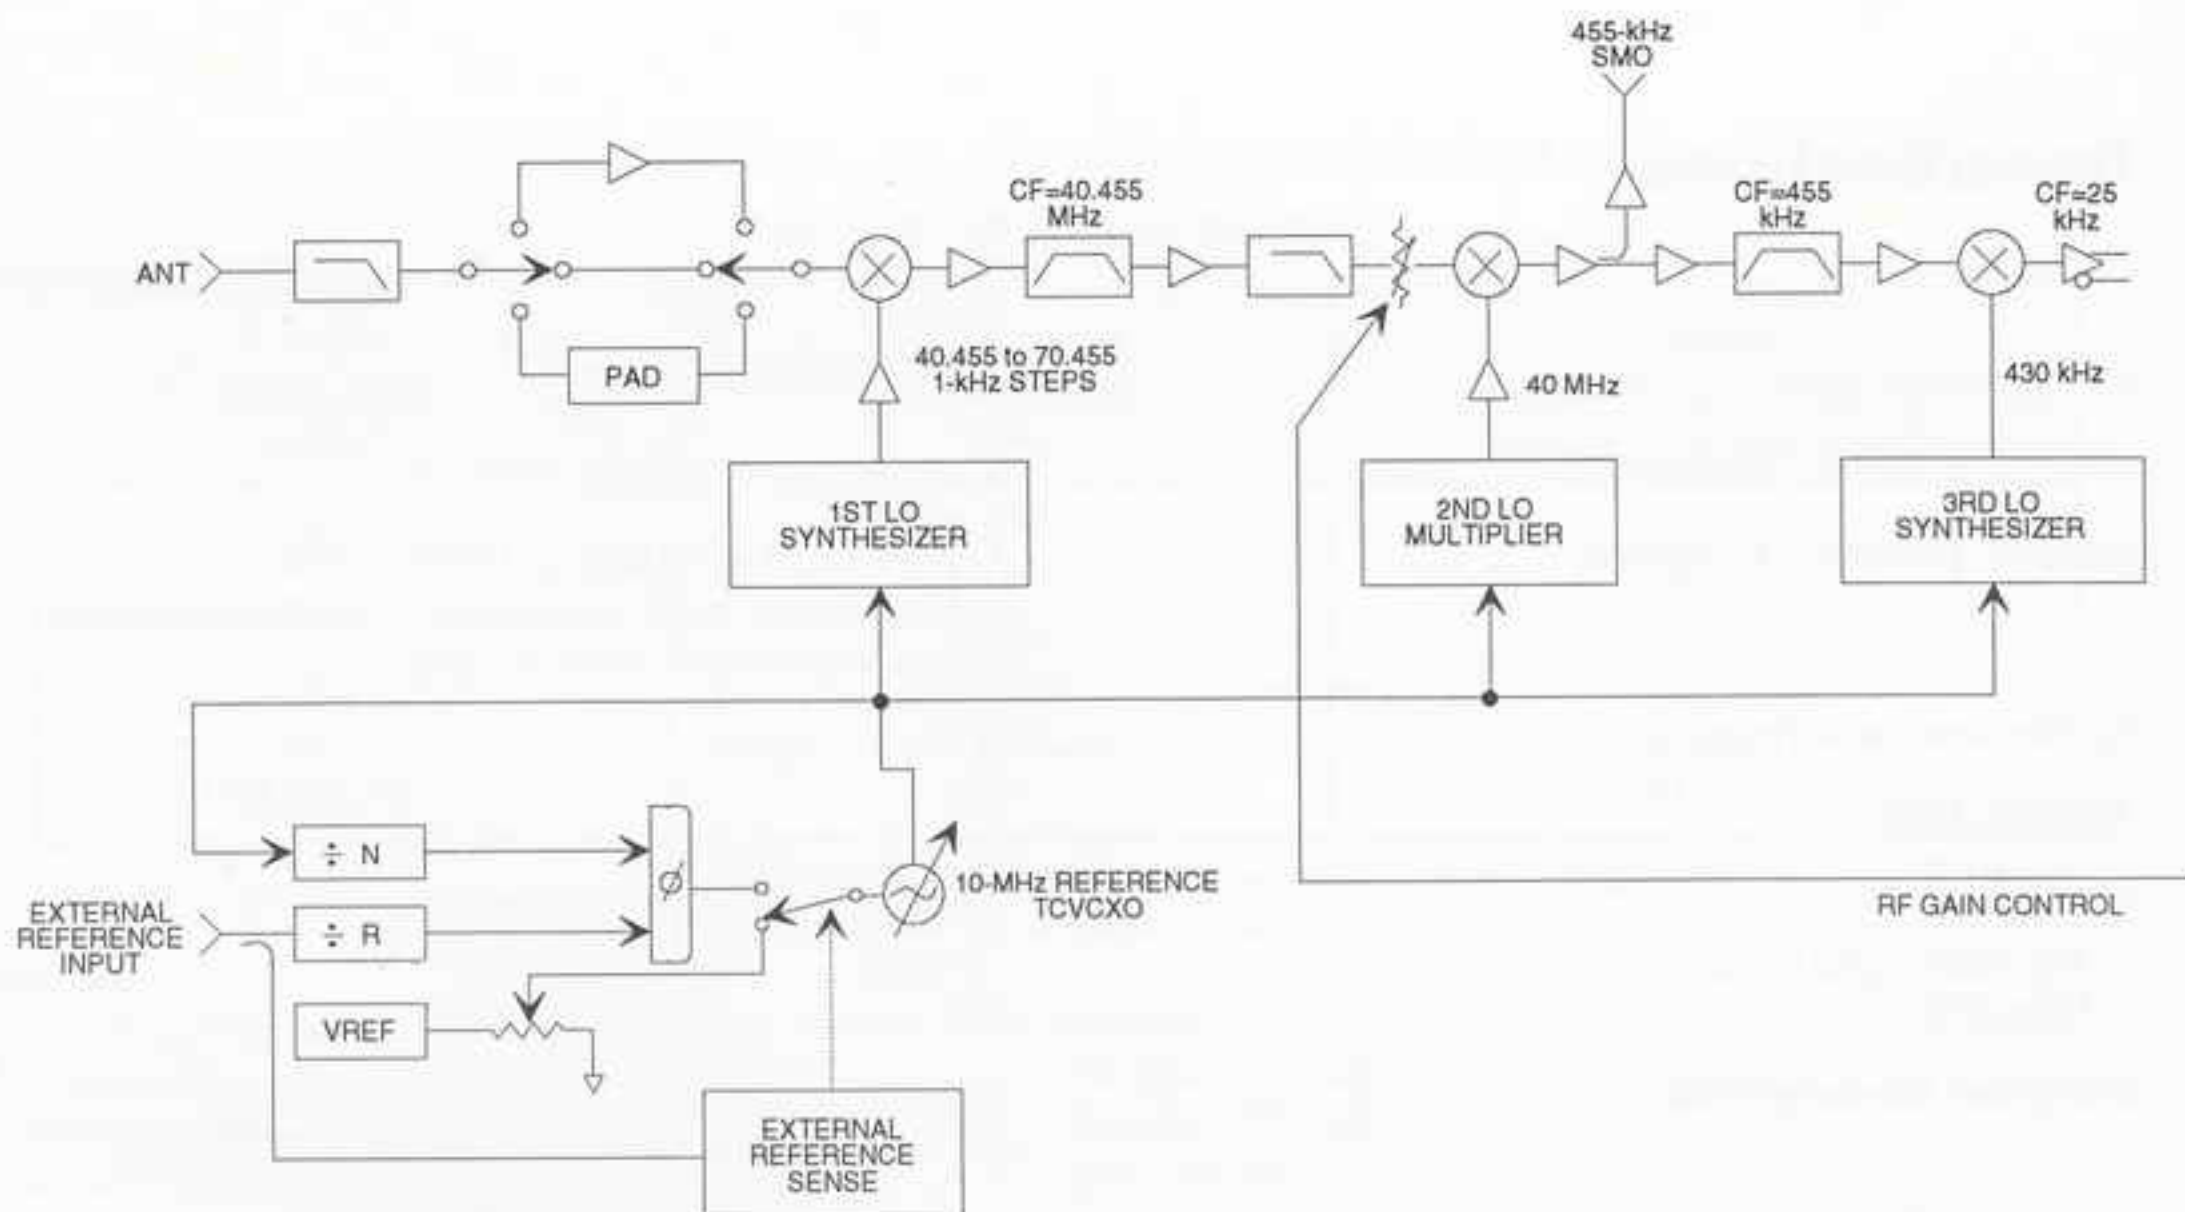 455-kHz
SMO
CF=40.455
MHz
CF=455
kHz
CF=25
kHz
ANT
PAD
40.455 to 70.455
1-kHz STEPS
40 MHz
430 kHz
1ST LO
SYNTHESIZER
2ND LO
MULTIPLIER
3RD LO
SYNTHESIZER
÷ N
EXTERNAL
REFERENCE
INPUT
÷ R
Ø
10-MHz REFERENCE
TCVCXO
RF GAIN CONTROL
VREF
EXTERNAL
REFERENCE
SENSE